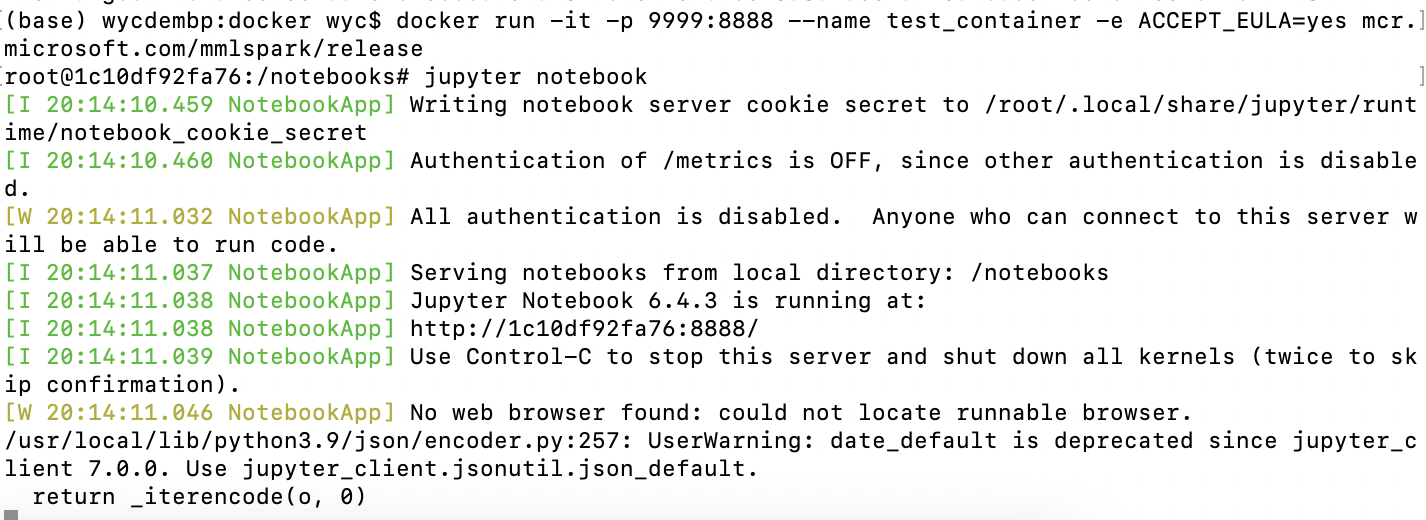 (base) wycdembp:docker wyc$ docker run -it -p 9999:8888 --name test_container -e ACCEPT_EULA=yes mcr.
microsoft.com/mmlspark/release
root@1c10df92fa76:/notebooks# jupyter notebook
[I 20:14:10.459 NotebookApp] Writing notebook server cookie secret to /root/.local/share/jupyter/runt
ime/notebook_cookie_secret
[I 20:14:10.460 NotebookApp] Authentication of /metrics is OFF, since other authentication is disable
d.
[W 20:14:11.032 NotebookApp] All authentication is disabled.  Anyone who can connect to this server w
ill be able to run code.
[I 20:14:11.037 NotebookApp] Serving notebooks from local directory: /notebooks
[I 20:14:11.038 NotebookApp] Jupyter Notebook 6.4.3 is running at:
[I 20:14:11.038 NotebookApp] http://1c10df92fa76:8888/
[I 20:14:11.039 NotebookApp] Use Control-C to stop this server and shut down all kernels (twice to sk
ip confirmation).
[W 20:14:11.046 NotebookApp] No web browser found: could not locate runnable browser.
/usr/local/lib/python3.9/json/encoder.py:257: UserWarning: date_default is deprecated since jupyter_c
lient 7.0.0. Use jupyter_client.jsonutil.json_default.
  return _iterencode(o, 0)